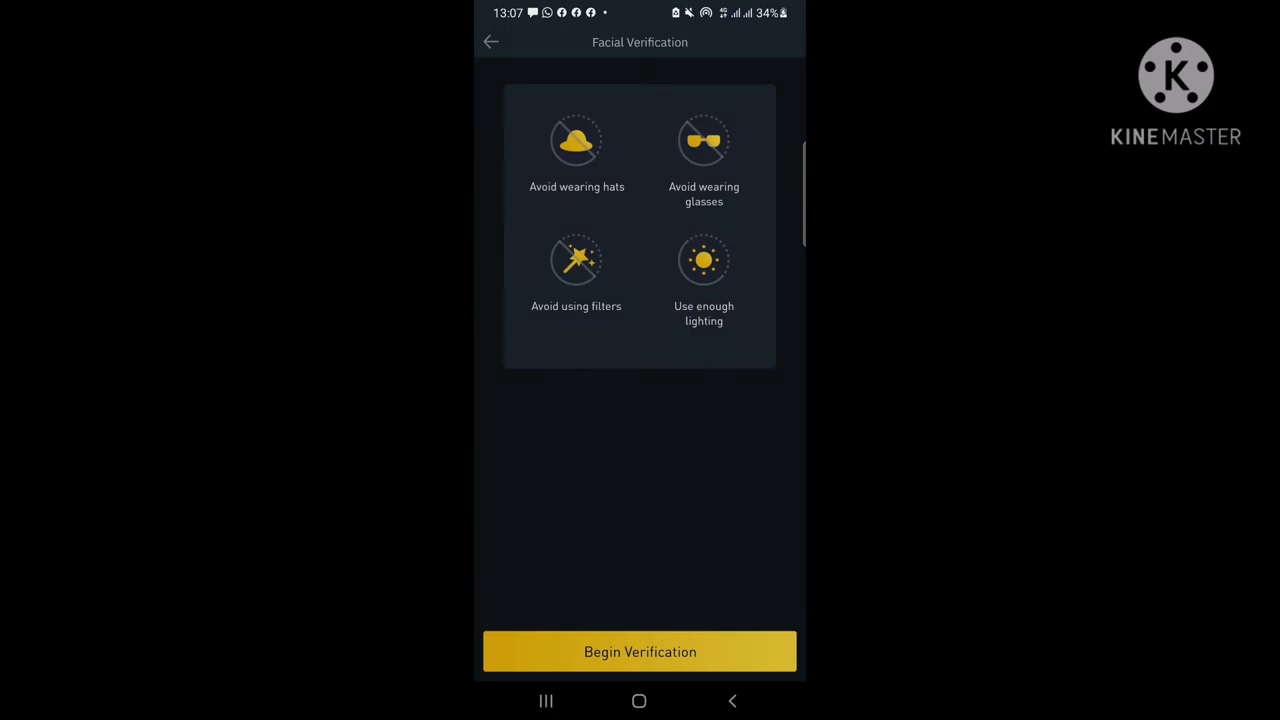 13:07
4G
34%
Facial Verification
Avoid wearing hats
Avoid wearing
glasses
Avoid using filters
Use enough
lighting
Begin Verification
K
KINEMASTER